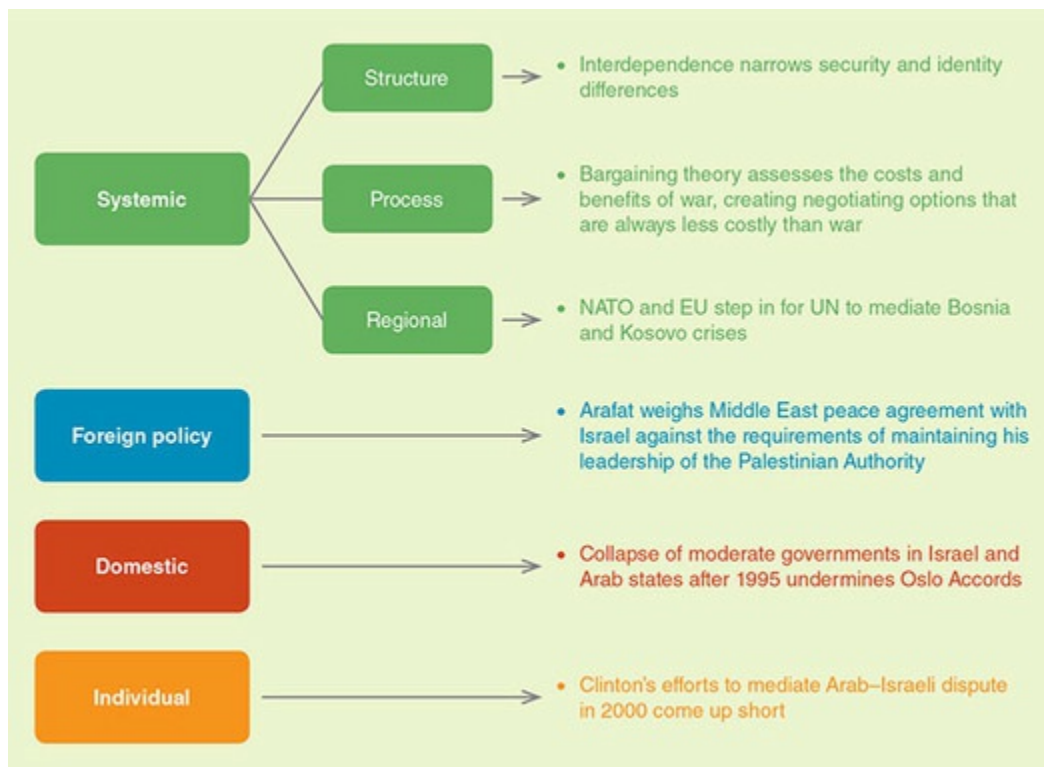 Structure
• Interdependence narrows security and identity
differences
Systemic
Process
• Bargaining theory assesses the costs and
benefits of war, creating negotiating options that
are always less costly than war
Regional
• NATO and EU step in for UN to mediate Bosnia
and Kosovo crises
Foreign policy
• Arafat weighs Middle East peace agreement with
Israel against the requirements of maintaining his
leadership of the Palestinian Authority
Domestic
• Collapse of moderate governments in Israel and
Arab states after 1995 undermines Oslo Accords
Individual
• Clinton's efforts to mediate Arab–Israeli dispute
in 2000 come up short